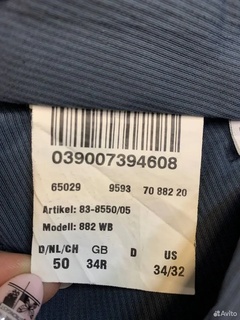 039007394608
65029 9593 70 882 20
Artikel: 83-8550/05
Modell: 882 WB
D/NL/CH GB D US
50 34R 34/32
Avito